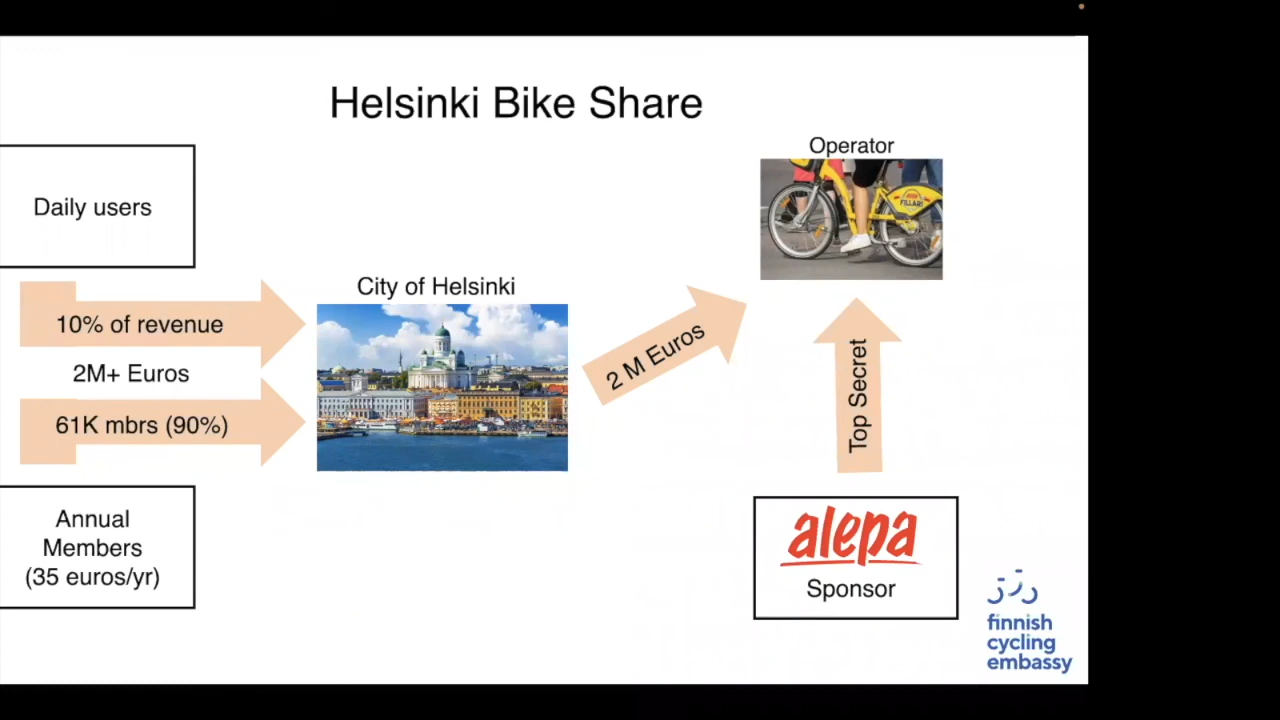 Helsinki Bike Share
Operator
FILLARI
Daily users
City of Helsinki
10% of revenue
2M+ Euros
61K mbrs (90%)
2 M Euros
Top Secret
Annual
Members
(35 euros/yr)
alepa
Sponsor
finnish
cycling
embassy